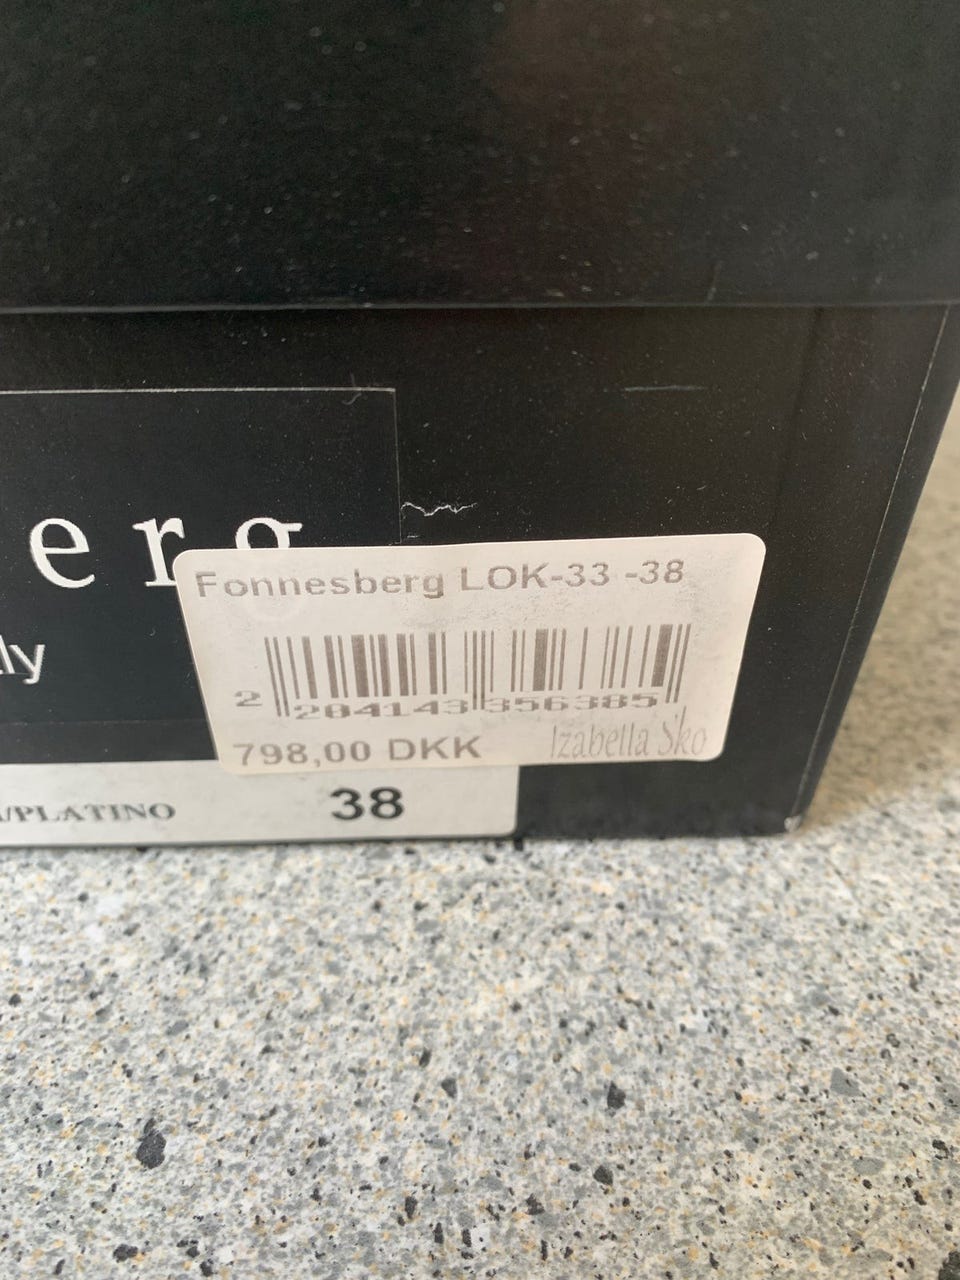 erg
ly
Fonnesberg LOK-33 -38
2 284143 356385
798,00 DKK Izabella Sko
/PLATINO 38